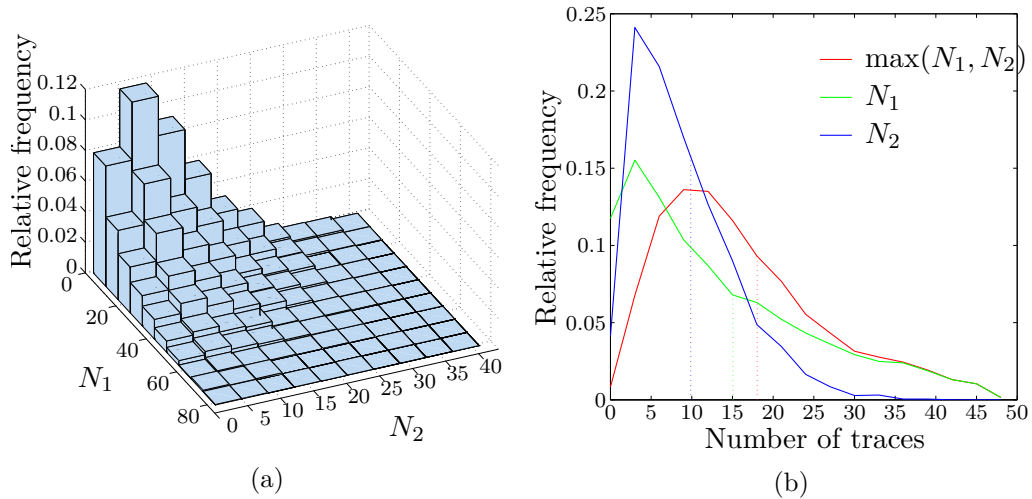 0.12
0.1
0.08
0.06
0.04
0.02
0
Relative frequency
0
20
40
60
80
N1
0
5
10
15
20
25
30
35
40
N2
(a)
0.25
0.2
0.15
0.1
0.05
0
Relative frequency
max(N1, N2)
N1
N2
0 5 10 15 20 25 30 35 40 45 50
Number of traces
(b)